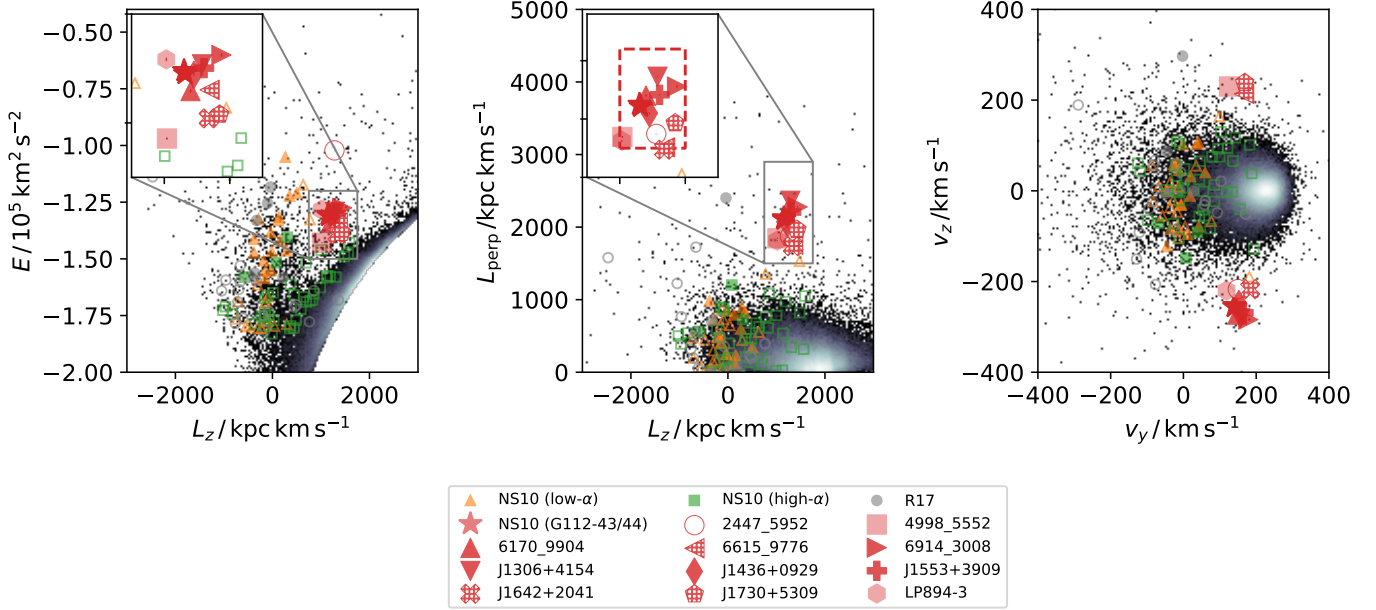 −0.50
−0.75
−1.00
−1.25
−1.50
−1.75
−2.00
E / 10⁵ km² s⁻²
−2000 0 2000
L_z / kpc km s⁻¹
5000
4000
3000
2000
1000
0
L_perp / kpc km s⁻¹
−2000 0 2000
L_z / kpc km s⁻¹
400
200
0
−200
−400
v_z / km s⁻¹
−400 −200 0 200 400
v_y / km s⁻¹
NS10 (low-α) NS10 (high-α) R17
NS10 (G112-43/44) 2447_5952 4998_5552
6170_9904 6615_9776 6914_3008
J1306+4154 J1436+0929 J1553+3909
J1642+2041 J1730+5309 LP894-3